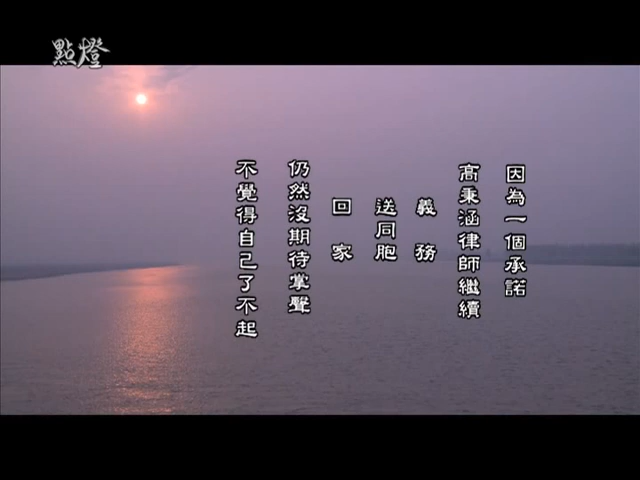 點燈
因為一個承諾
高秉涵律師繼續
義務
送同胞
回家
仍然沒期待掌聲
不覺得自己了不起